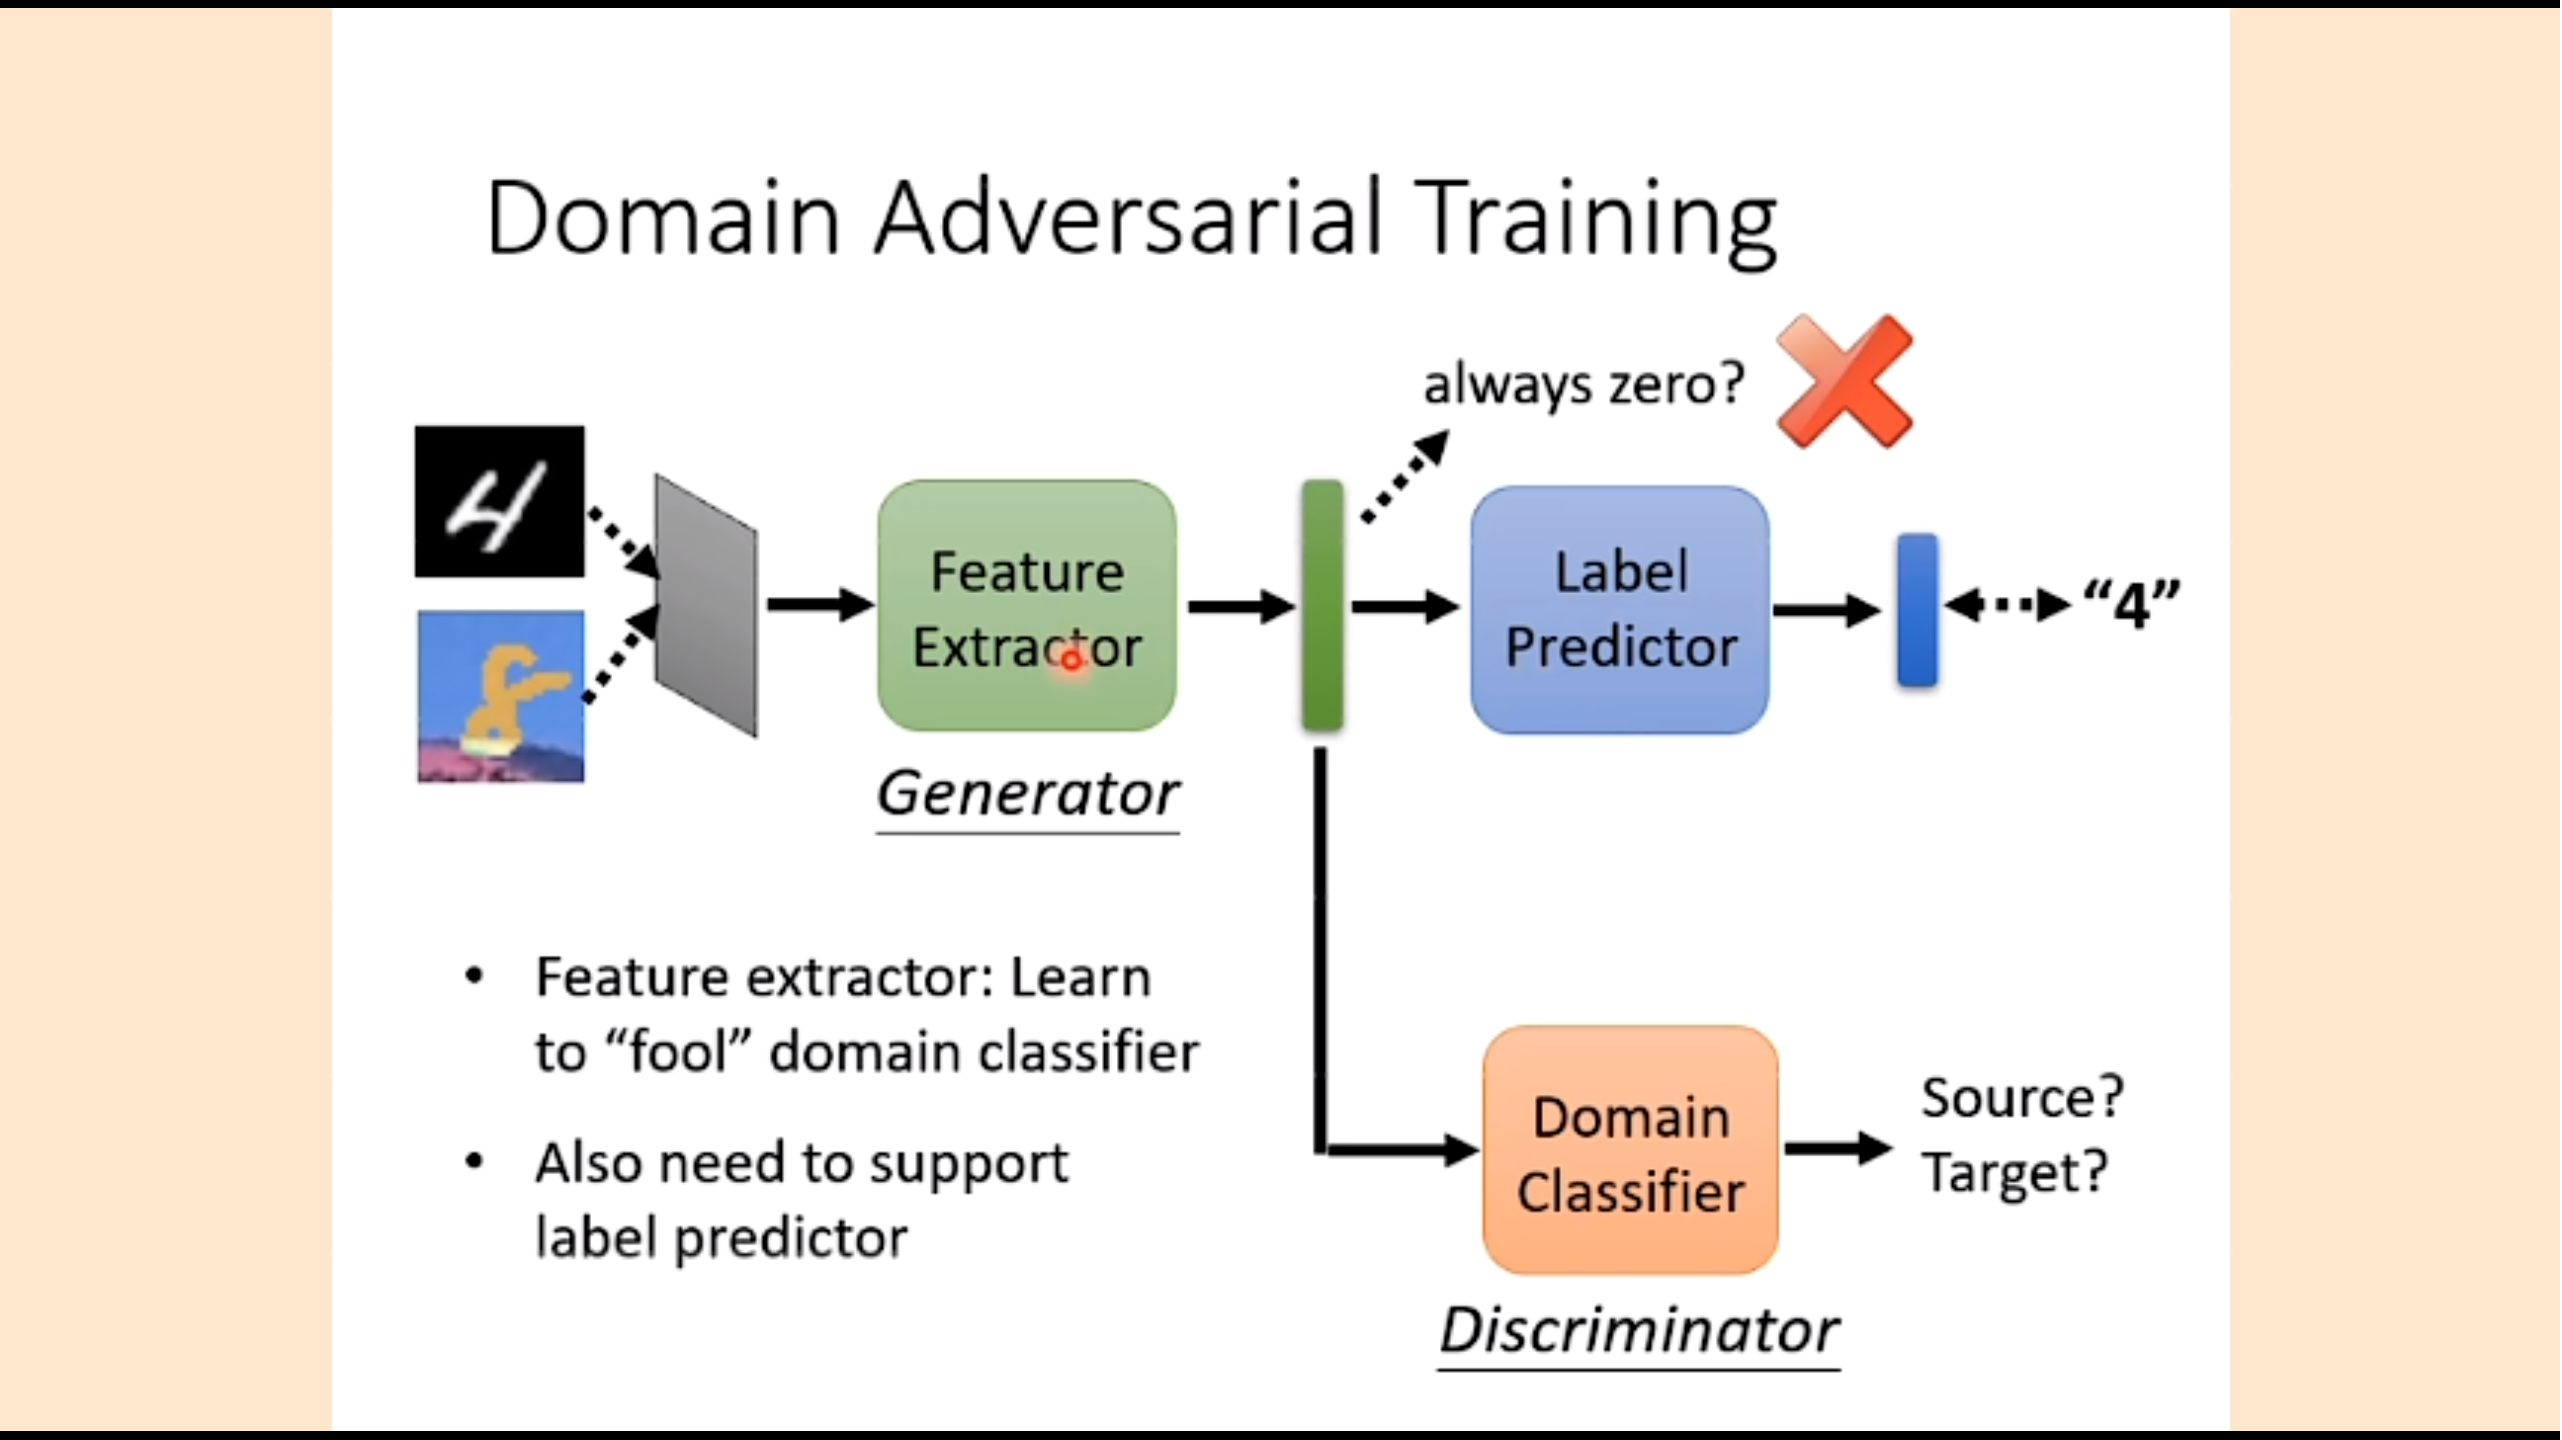 Domain Adversarial Training
always zero?
4
Feature
Extractor
Label
Predictor
“4”
Generator
Feature extractor: Learn
to “fool” domain classifier
Also need to support
label predictor
Domain
Classifier
Source?
Target?
Discriminator